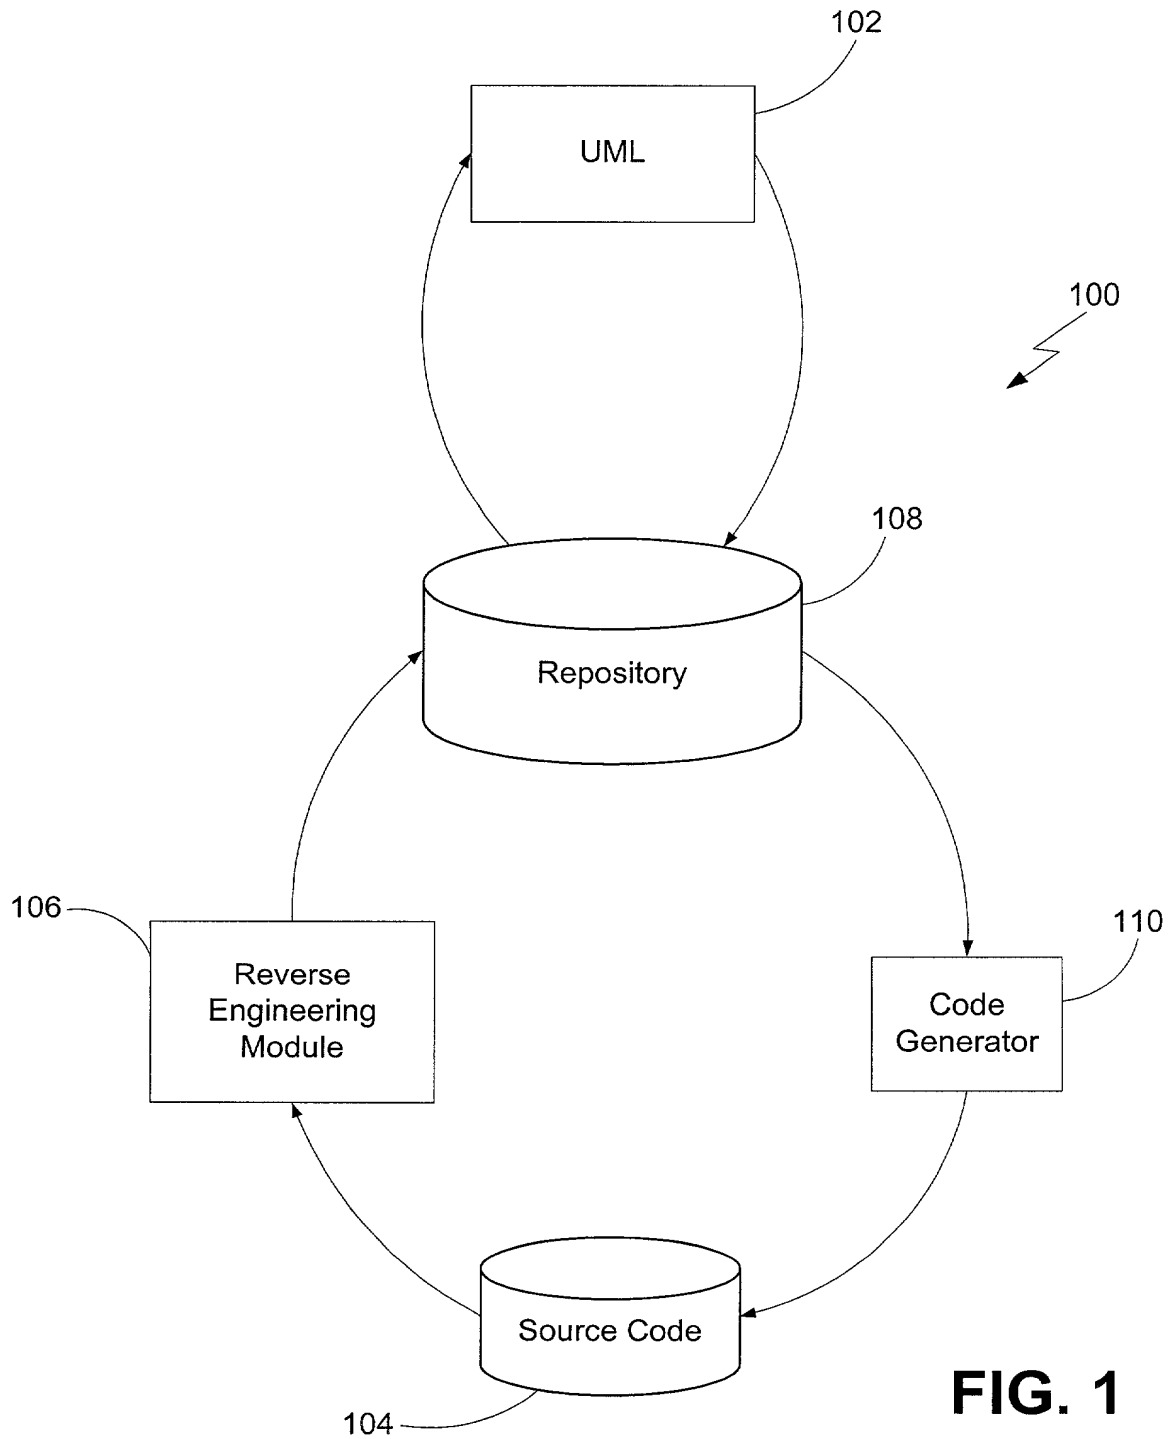 102
UML
100
108
Repository
106
Reverse
Engineering
Module
110
Code
Generator
Source Code
104
FIG. 1